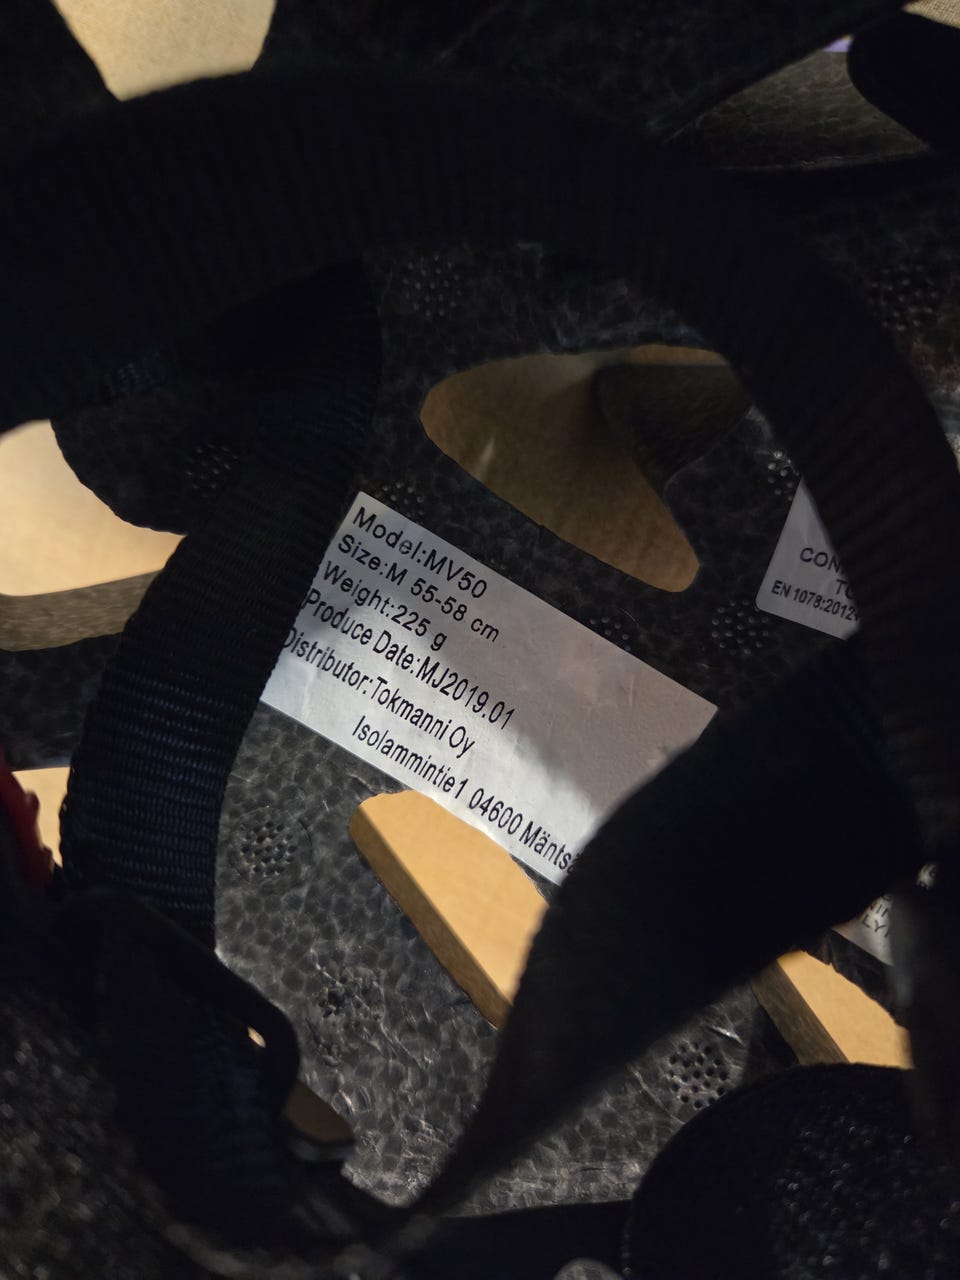 Model:MV50
Size:M 55-58 cm
Weight:225 g
Produce Date:MJ2019.01
Distributor:Tokmanni Oy
Isolammintie1 04600
EN 1078:2012